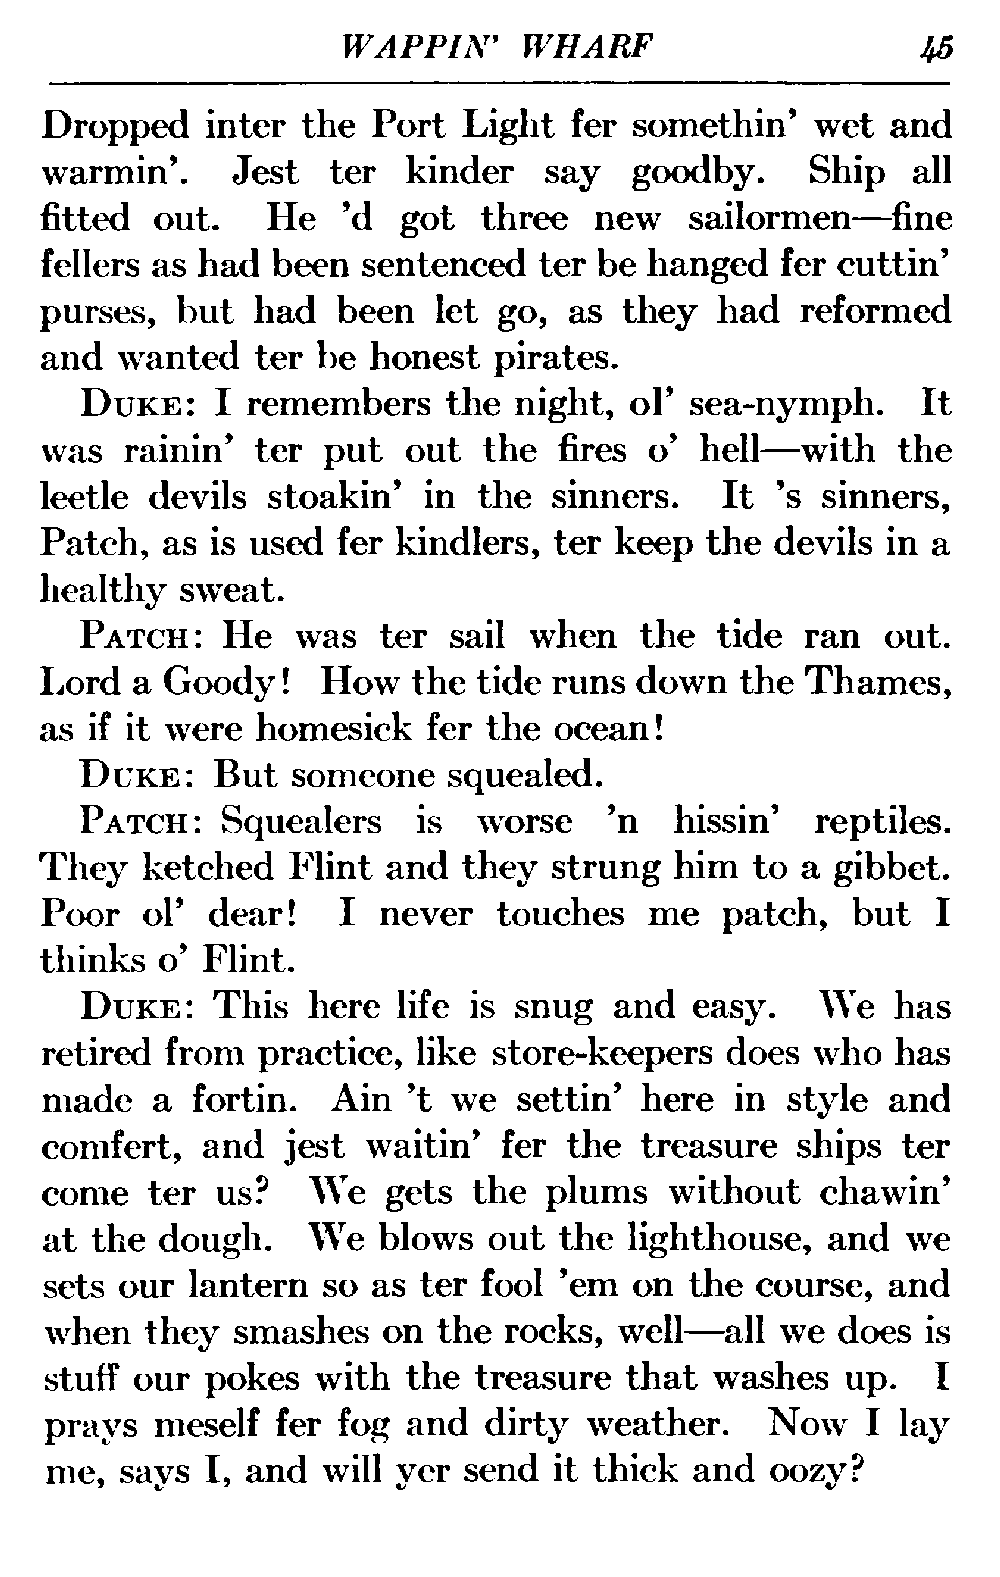 WAPPIN' WHARF 45
Dropped inter the Port Light fer somethin' wet and
warmin'. Jest ter kinder say goodby. Ship all
fitted out. He 'd got three new sailormen—fine
fellers as had been sentenced ter be hanged fer cuttin'
purses, but had been let go, as they had reformed
and wanted ter be honest pirates.
DUKE: I remembers the night, ol' sea-nymph. It
was rainin' ter put out the fires o' hell—with the
leetle devils stoakin' in the sinners. It 's sinners,
Patch, as is used fer kindlers, ter keep the devils in a
healthy sweat.
PATCH: He was ter sail when the tide ran out.
Lord a Goody! How the tide runs down the Thames,
as if it were homesick fer the ocean!
DUKE: But someone squealed.
PATCH: Squealers is worse 'n hissin' reptiles.
They ketched Flint and they strung him to a gibbet.
Poor ol' dear! I never touches me patch, but I
thinks o' Flint.
DUKE: This here life is snug and easy. We has
retired from practice, like store-keepers does who has
made a fortin. Ain 't we settin' here in style and
comfert, and jest waitin' fer the treasure ships ter
come ter us? We gets the plums without chawin'
at the dough. We blows out the lighthouse, and we
sets our lantern so as ter fool 'em on the course, and
when they smashes on the rocks, well—all we does is
stuff our pokes with the treasure that washes up. I
prays meself fer fog and dirty weather. Now I lay
me, says I, and will yer send it thick and oozy?